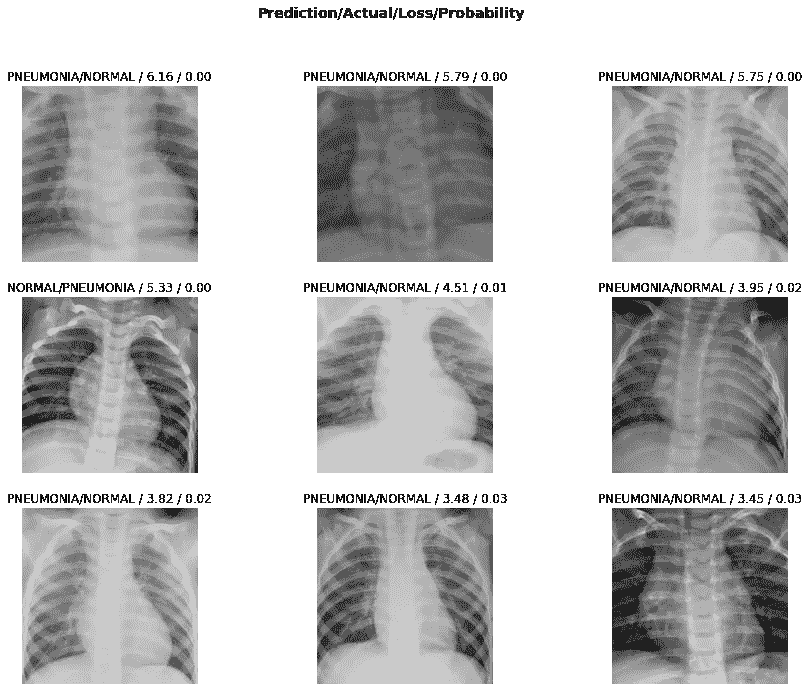 Prediction/Actual/Loss/Probability
PNEUMONIA/NORMAL / 6.16 / 0.00
PNEUMONIA/NORMAL / 5.79 / 0.00
PNEUMONIA/NORMAL / 5.75 / 0.00
NORMAL/PNEUMONIA / 5.33 / 0.00
PNEUMONIA/NORMAL / 4.51 / 0.01
PNEUMONIA/NORMAL / 3.95 / 0.02
PNEUMONIA/NORMAL / 3.82 / 0.02
PNEUMONIA/NORMAL / 3.48 / 0.03
PNEUMONIA/NORMAL / 3.45 / 0.03